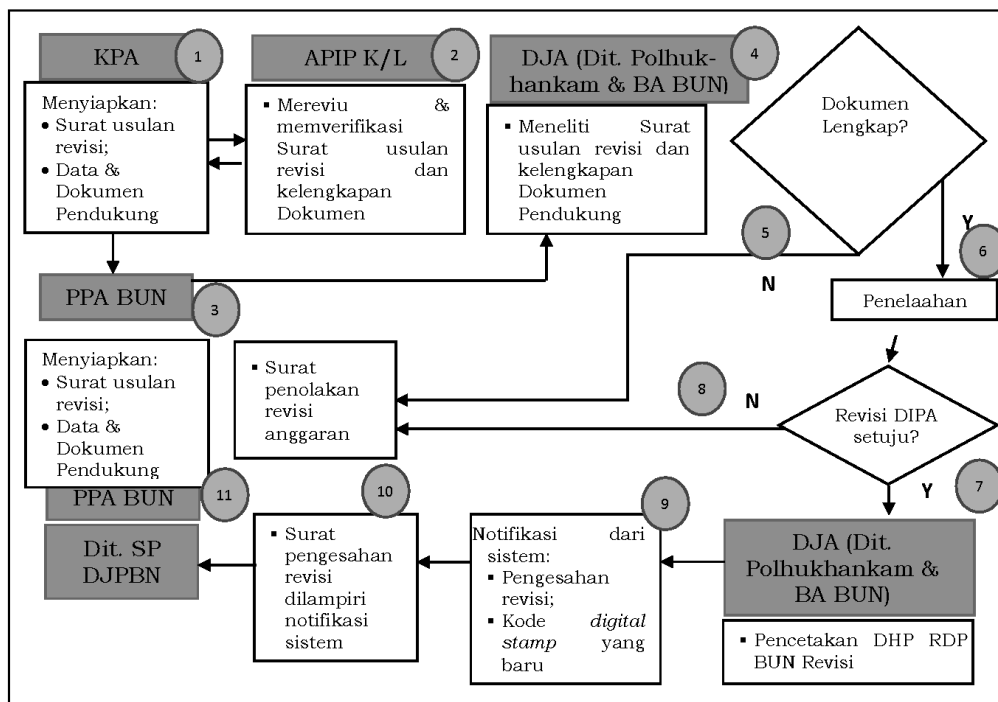 KPA
1
Menyiapkan:
• Surat usulan
revisi;
• Data &
Dokumen
Pendukung
APIP K/L
2
▪ Mereviu &
memverifikasi
Surat usulan
revisi dan
kelengkapan
Dokumen
DJA (Dit. Polhuk-
hankam & BA BUN)
4
▪ Meneliti Surat
usulan revisi dan
kelengkapan
Dokumen
Pendukung
Dokumen
Lengkap?
5
N
Y
6
Penelaahan
PPA BUN
3
Menyiapkan:
• Surat usulan
revisi;
• Data &
Dokumen
Pendukung
▪ Surat
penolakan
revisi
anggaran
8
N
Revisi DIPA
setuju?
Y
7
DJA (Dit.
Polhukhankam &
BA BUN)
▪ Pencetakan DHP RDP
BUN Revisi
9
Notifikasi dari
sistem:
▪ Pengesahan
revisi;
▪ Kode digital
stamp yang
baru
10
▪ Surat
pengesahan
revisi
dilampiri
notifikasi
sistem
11
PPA BUN
Dit. SP
DJPBN